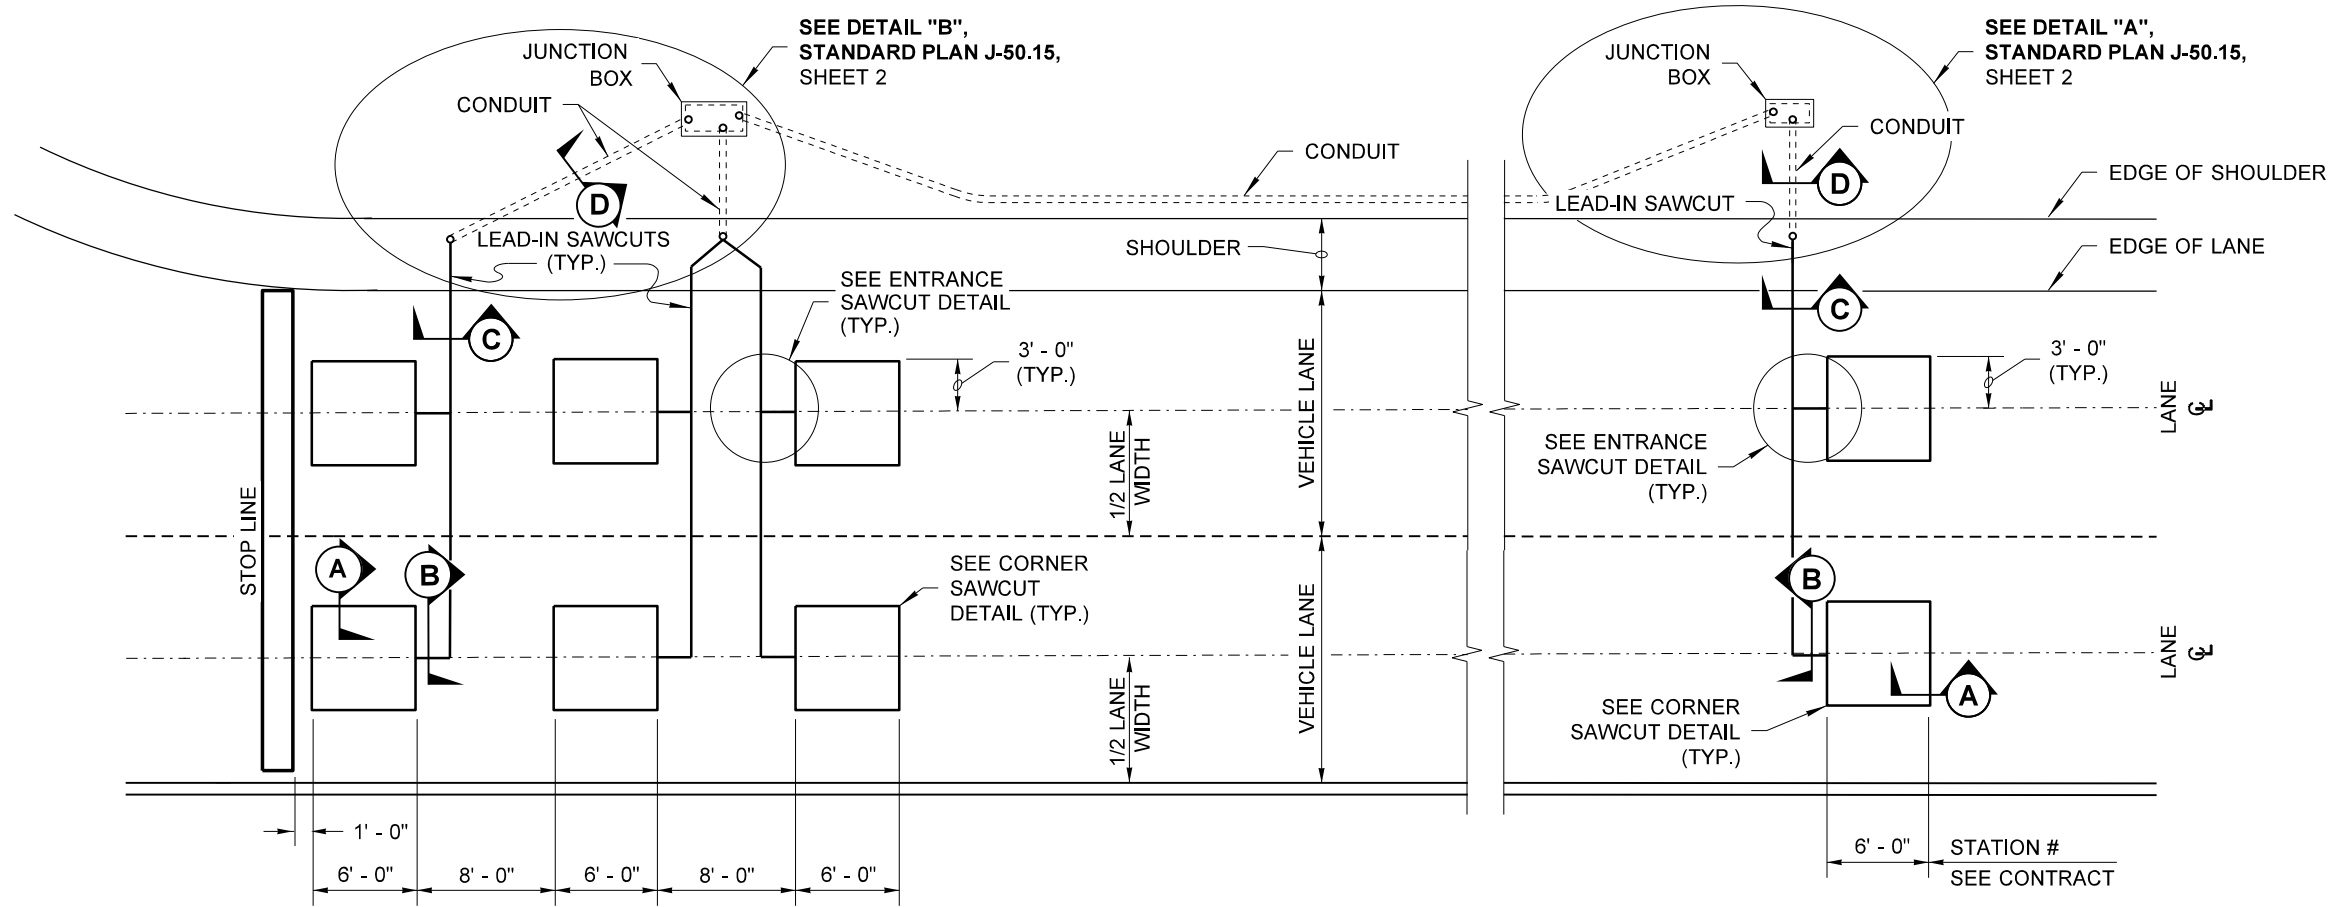 SEE DETAIL "B",
STANDARD PLAN J-50.15,
SHEET 2
JUNCTION
BOX
CONDUIT
D
LEAD-IN SAWCUTS
(TYP.)
SEE ENTRANCE
SAWCUT DETAIL
(TYP.)
C
SEE DETAIL "A",
STANDARD PLAN J-50.15,
SHEET 2
JUNCTION
BOX
CONDUIT
CONDUIT
D
LEAD-IN SAWCUT
EDGE OF SHOULDER
EDGE OF LANE
SHOULDER
C
3' - 0"
(TYP.)
3' - 0"
(TYP.)
1/2 LANE
WIDTH
VEHICLE LANE
SEE ENTRANCE
SAWCUT DETAIL
(TYP.)
LANE CL
STOP LINE
A
B
SEE CORNER
SAWCUT
DETAIL (TYP.)
1/2 LANE
WIDTH
VEHICLE LANE
B
A
LANE CL
SEE CORNER
SAWCUT DETAIL
(TYP.)
1' - 0"
6' - 0"
8' - 0"
6' - 0"
8' - 0"
6' - 0"
6' - 0"
STATION #
SEE CONTRACT